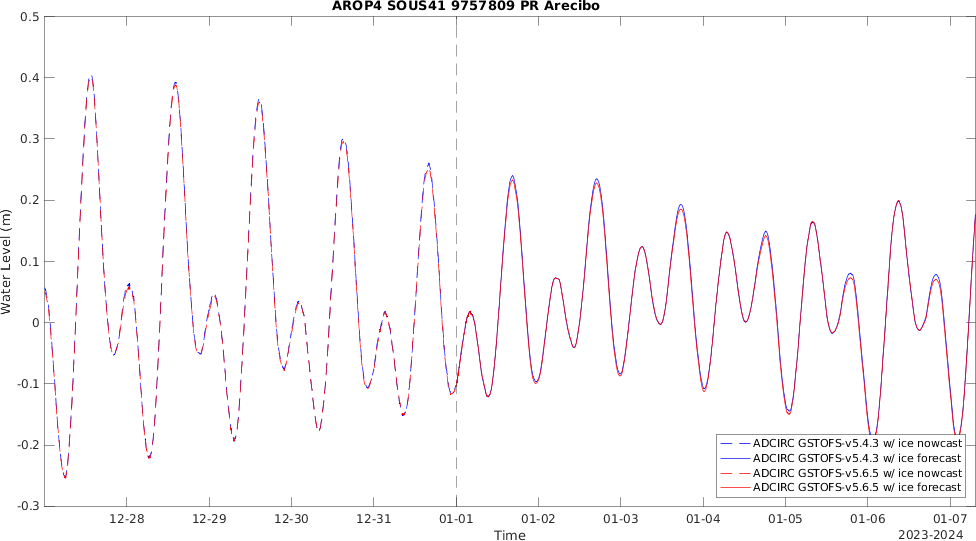 AROP4 SOUS41 9757809 PR Arecibo
0.5
0.4
0.3
0.2
0.1
0
-0.1
-0.2
-0.3
Water Level (m)
12-28 12-29 12-30 12-31 01-01 01-02 01-03 01-04 01-05 01-06 01-07
Time
2023-2024
ADCIRC GSTOFS-v5.4.3 w/ ice nowcast
ADCIRC GSTOFS-v5.4.3 w/ ice forecast
ADCIRC GSTOFS-v5.6.5 w/ ice nowcast
ADCIRC GSTOFS-v5.6.5 w/ ice forecast